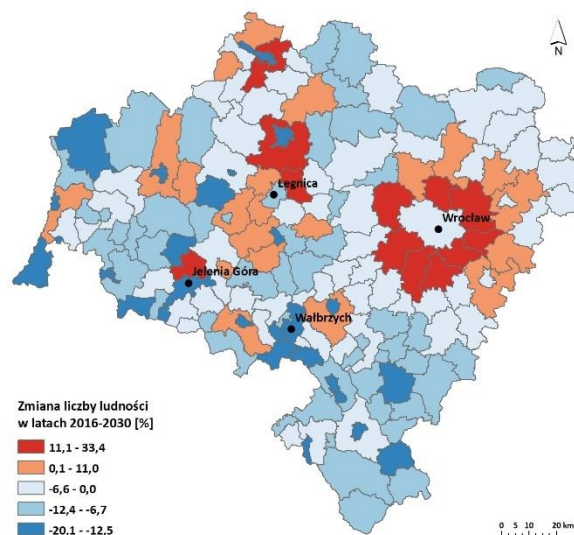 N
Legnica
Wrocław
Jelenia Góra
Wałbrzych
Zmiana liczby ludności
w latach 2016-2030 [%]
11,1 - 33,4
0,1 - 11,0
-6,6 - 0,0
-12,4 - -6,7
-20,1 - -12,5
0 5 10 20 km